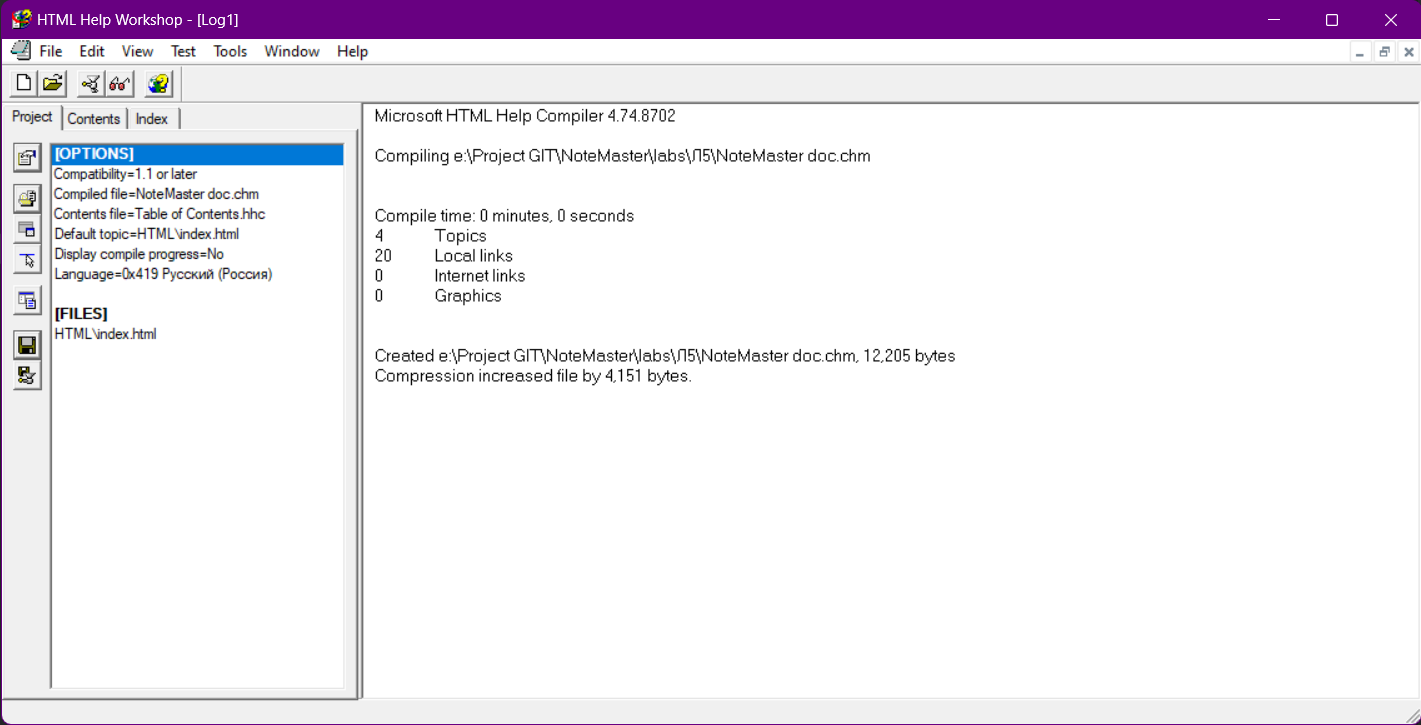 HTML Help Workshop - [Log1]
File Edit View Test Tools Window Help
Project Contents Index
[OPTIONS]
Compatibility=1.1 or later
Compiled file=NoteMaster doc.chm
Contents file=Table of Contents.hhc
Default topic=HTML\index.html
Display compile progress=No
Language=0x419 Русский (Россия)
[FILES]
HTML\index.html
Microsoft HTML Help Compiler 4.74.8702
Compiling e:\Project GIT\NoteMaster\labs\Л5\NoteMaster doc.chm
Compile time: 0 minutes, 0 seconds
4 Topics
20 Local links
0 Internet links
0 Graphics
Created e:\Project GIT\NoteMaster\labs\Л5\NoteMaster doc.chm, 12,205 bytes
Compression increased file by 4,151 bytes.